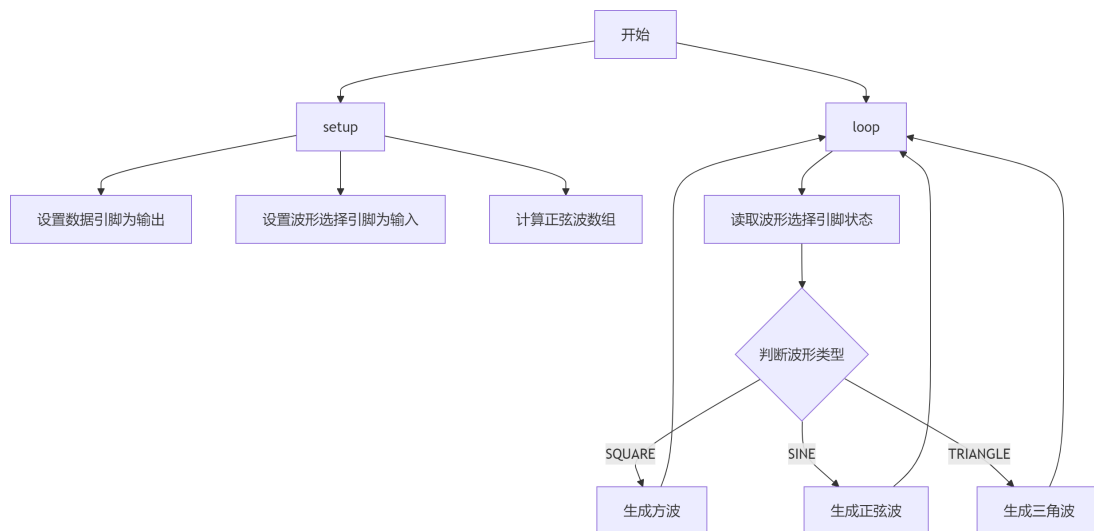 开始
setup
loop
设置数据引脚为输出
设置波形选择引脚为输入
计算正弦波数组
读取波形选择引脚状态
判断波形类型
SQUARE
SINE
TRIANGLE
生成方波
生成正弦波
生成三角波